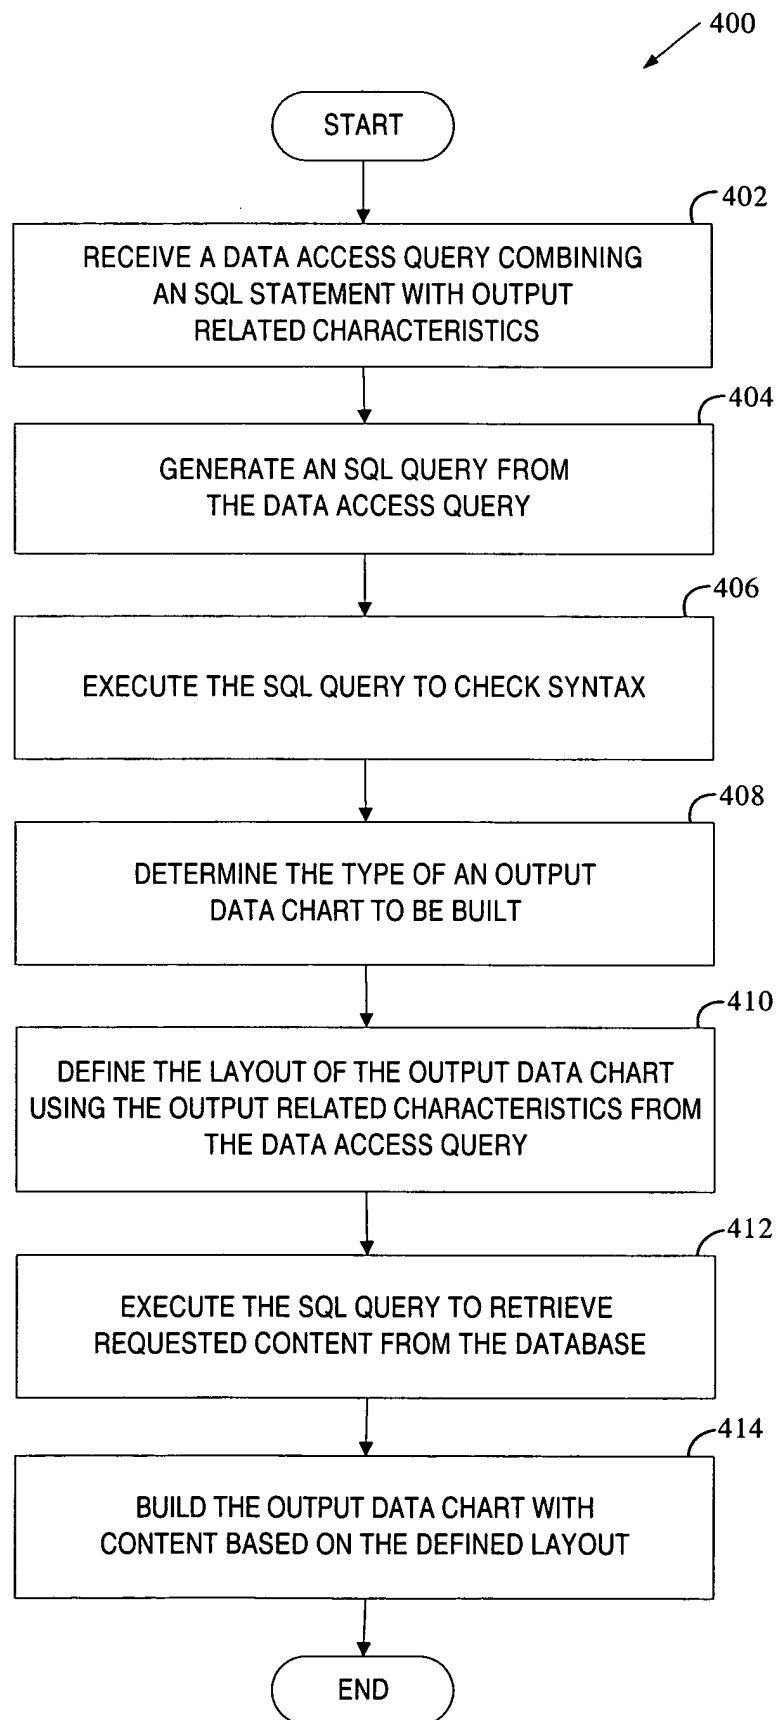 400
START
402
RECEIVE A DATA ACCESS QUERY COMBINING
AN SQL STATEMENT WITH OUTPUT
RELATED CHARACTERISTICS
404
GENERATE AN SQL QUERY FROM
THE DATA ACCESS QUERY
406
EXECUTE THE SQL QUERY TO CHECK SYNTAX
408
DETERMINE THE TYPE OF AN OUTPUT
DATA CHART TO BE BUILT
410
DEFINE THE LAYOUT OF THE OUTPUT DATA CHART
USING THE OUTPUT RELATED CHARACTERISTICS FROM
THE DATA ACCESS QUERY
412
EXECUTE THE SQL QUERY TO RETRIEVE
REQUESTED CONTENT FROM THE DATABASE
414
BUILD THE OUTPUT DATA CHART WITH
CONTENT BASED ON THE DEFINED LAYOUT
END